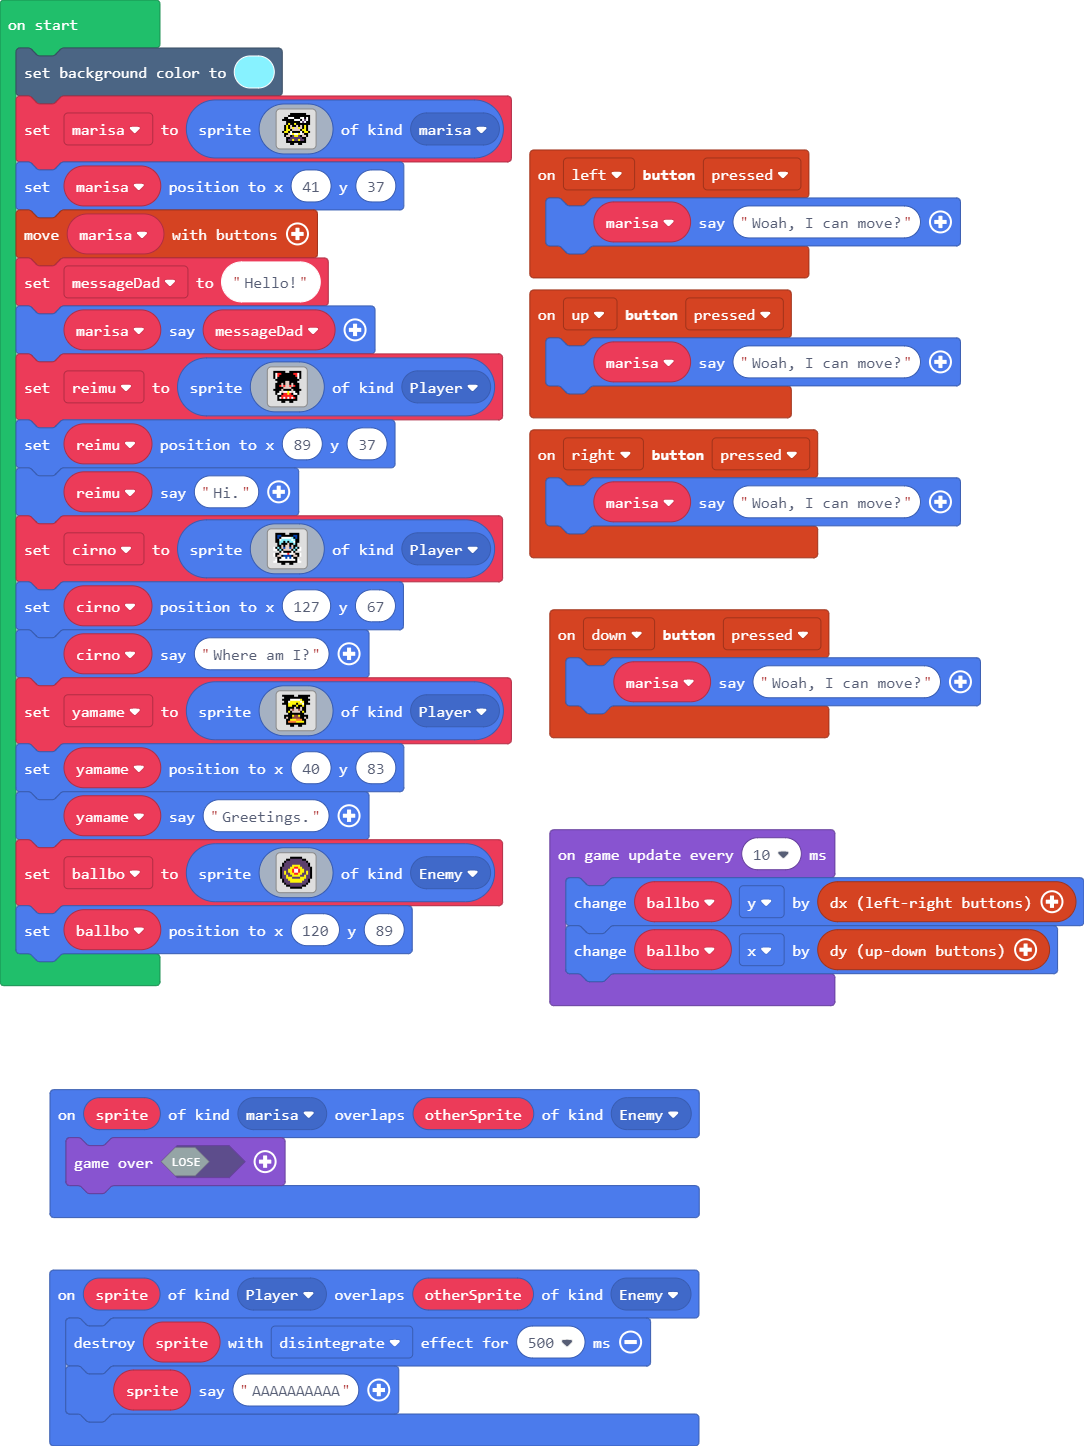 on start
set background color to
set marisa to sprite of kind marisa
set marisa position to x 41 y 37
move marisa with buttons
set messageDad to "Hello!"
marisa say messageDad
set reimu to sprite of kind Player
set reimu position to x 89 y 37
reimu say "Hi."
set cirno to sprite of kind Player
set cirno position to x 127 y 67
cirno say "Where am I?"
set yamame to sprite of kind Player
set yamame position to x 40 y 83
yamame say "Greetings."
set ballbo to sprite of kind Enemy
set ballbo position to x 120 y 89
on left button pressed
marisa say "Woah, I can move?"
on up button pressed
marisa say "Woah, I can move?"
on right button pressed
marisa say "Woah, I can move?"
on down button pressed
marisa say "Woah, I can move?"
on game update every 10 ms
change ballbo y by dx (left-right buttons)
change ballbo x by dy (up-down buttons)
on sprite of kind marisa overlaps otherSprite of kind Enemy
game over LOSE
on sprite of kind Player overlaps otherSprite of kind Enemy
destroy sprite with disintegrate effect for 500 ms
sprite say "AAAAAAAAAA"